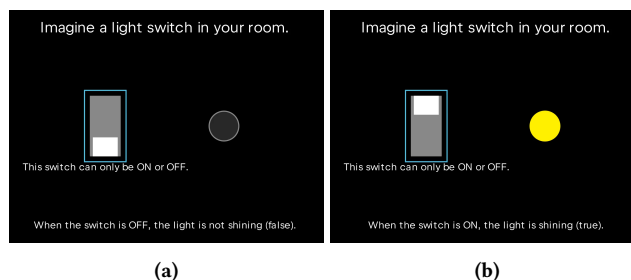 Imagine a light switch in your room.
This switch can only be ON or OFF.
When the switch is OFF, the light is not shining (false).
(a)
Imagine a light switch in your room.
This switch can only be ON or OFF.
When the switch is ON, the light is shining (true).
(b)